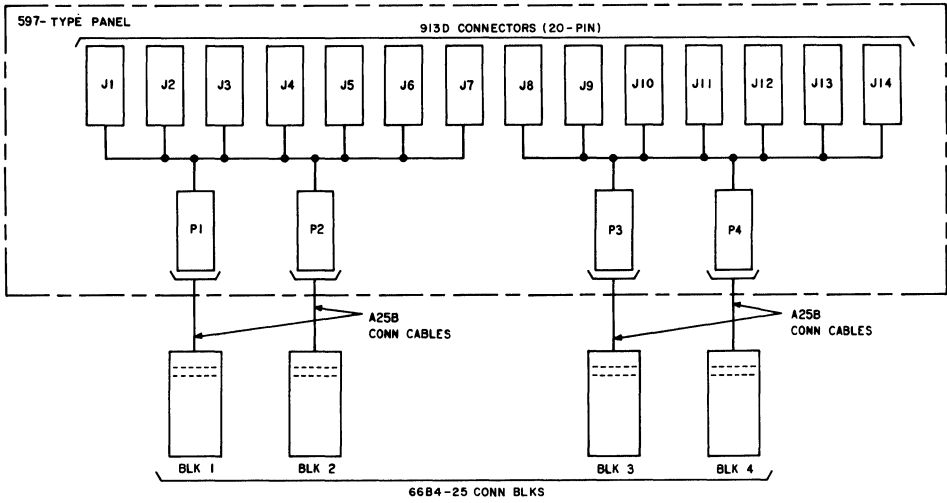 597- TYPE PANEL
913D CONNECTORS (20-PIN)
J1 J2 J3 J4 J5 J6 J7 J8 J9 J10 J11 J12 J13 J14
P1 P2 P3 P4
A25B
CONN CABLES
A25B
CONN CABLES
BLK 1 BLK 2 BLK 3 BLK 4
66B4-25 CONN BLKS